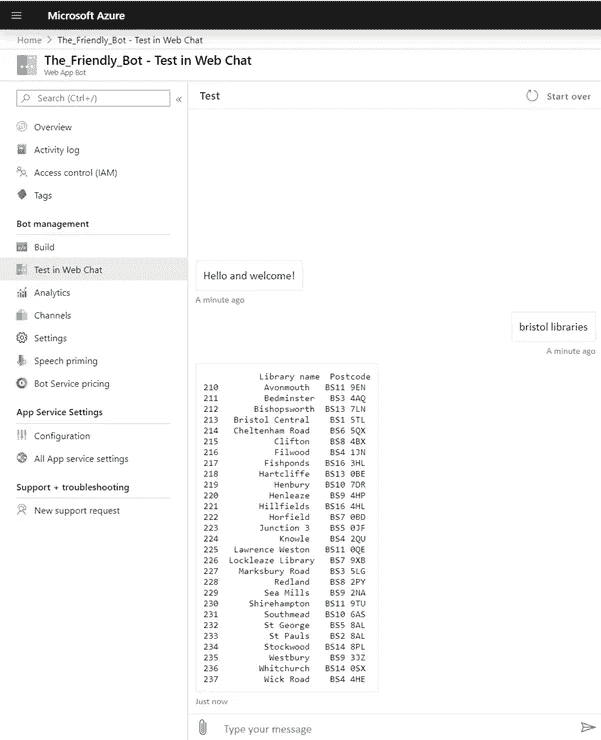 Microsoft Azure
Home > The_Friendly_Bot - Test in Web Chat
The_Friendly_Bot - Test in Web Chat
Web App Bot
Search (Ctrl+/)
«
Overview
Activity log
Access control (IAM)
Tags
Bot management
Build
Test in Web Chat
Analytics
Channels
Settings
Speech priming
Bot Service pricing
App Service Settings
Configuration
All App service settings
Support + troubleshooting
New support request
Test
Start over
Hello and welcome!
A minute ago
bristol libraries
A minute ago
Library name Postcode
210 Avonmouth BS11 9EN
211 Bedminster BS3 4AQ
212 Bishopsworth BS13 7LN
213 Bristol Central BS1 5TL
214 Cheltenham Road BS6 5QX
215 Clifton BS8 4BX
216 Filwood BS4 1JN
217 Fishponds BS16 3HL
218 Hartcliffe BS13 0BE
219 Henbury BS10 7DR
220 Henleaze BS9 4HP
221 Hillfields BS16 4HL
222 Horfield BS7 0BD
223 Junction 3 BS5 0JF
224 Knowle BS4 2QU
225 Lawrence Weston BS11 0QE
226 Lockleaze Library BS7 9XB
227 Marksbury Road BS3 5LG
228 Redland BS8 2PY
229 Sea Mills BS9 2NA
230 Shirehampton BS11 9TU
231 Southmead BS10 6AS
232 St George BS5 8AL
233 St Pauls BS2 8AL
234 Stockwood BS14 8PL
235 Westbury BS9 3JZ
236 Whitchurch BS14 0SX
237 Wick Road BS4 4HE
Just now
Type your message